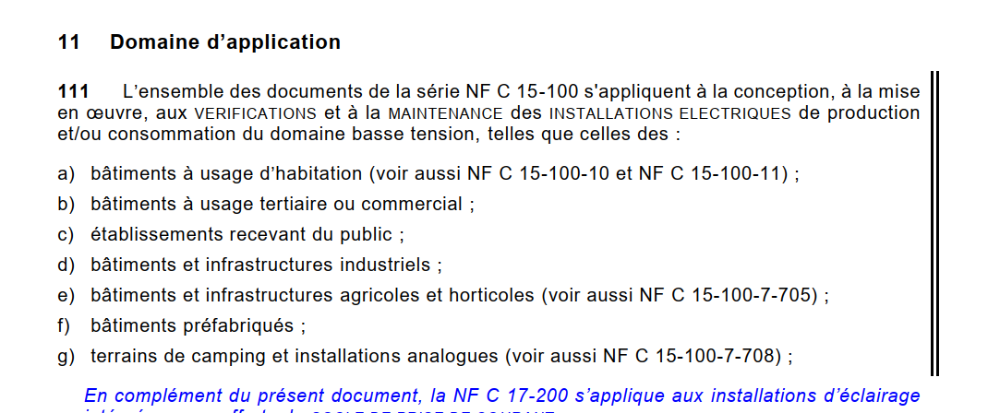 11 Domaine d’application
111 L’ensemble des documents de la série NF C 15-100 s'appliquent à la conception, à la mise
en œuvre, aux VERIFICATIONS et à la MAINTENANCE des INSTALLATIONS ELECTRIQUES de production
et/ou consommation du domaine basse tension, telles que celles des :
a) bâtiments à usage d’habitation (voir aussi NF C 15-100-10 et NF C 15-100-11) ;
b) bâtiments à usage tertiaire ou commercial ;
c) établissements recevant du public ;
d) bâtiments et infrastructures industriels ;
e) bâtiments et infrastructures agricoles et horticoles (voir aussi NF C 15-100-7-705) ;
f) bâtiments préfabriqués ;
g) terrains de camping et installations analogues (voir aussi NF C 15-100-7-708) ;
En complément du présent document, la NF C 17-200 s’applique aux installations d’éclairage